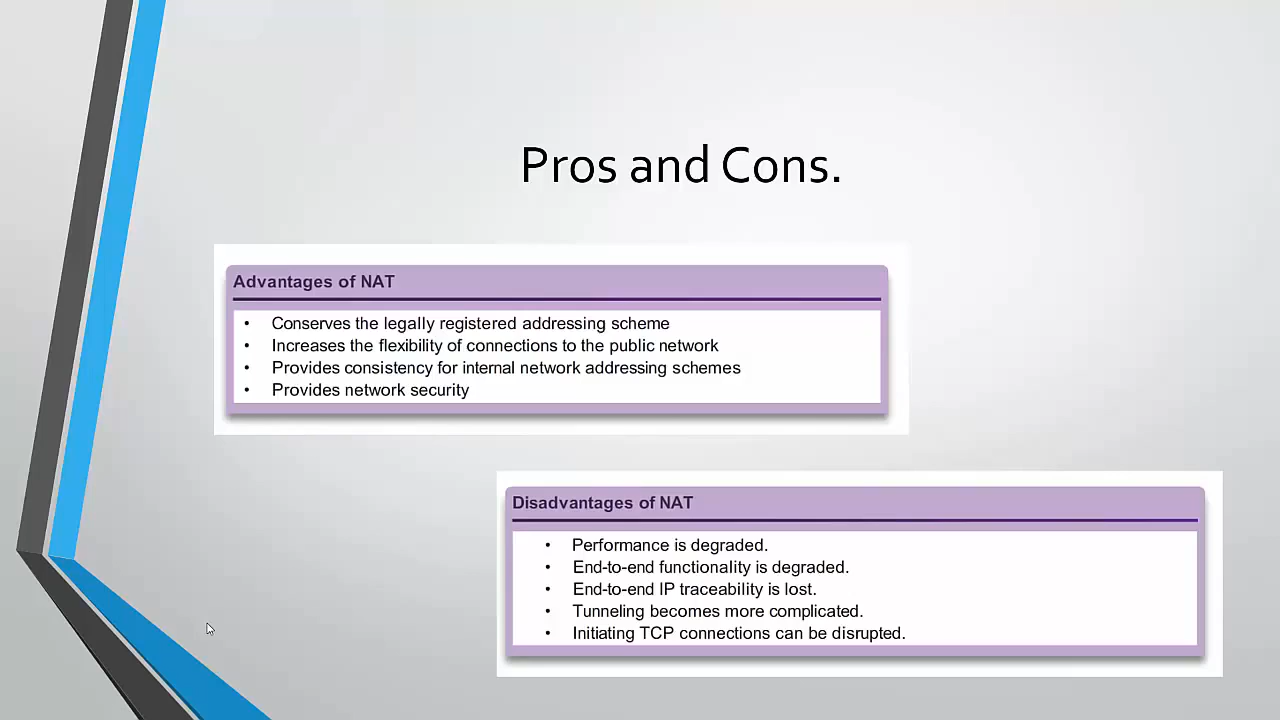 Pros and Cons.
Advantages of NAT
• Conserves the legally registered addressing scheme
• Increases the flexibility of connections to the public network
• Provides consistency for internal network addressing schemes
• Provides network security
Disadvantages of NAT
• Performance is degraded.
• End-to-end functionality is degraded.
• End-to-end IP traceability is lost.
• Tunneling becomes more complicated.
• Initiating TCP connections can be disrupted.